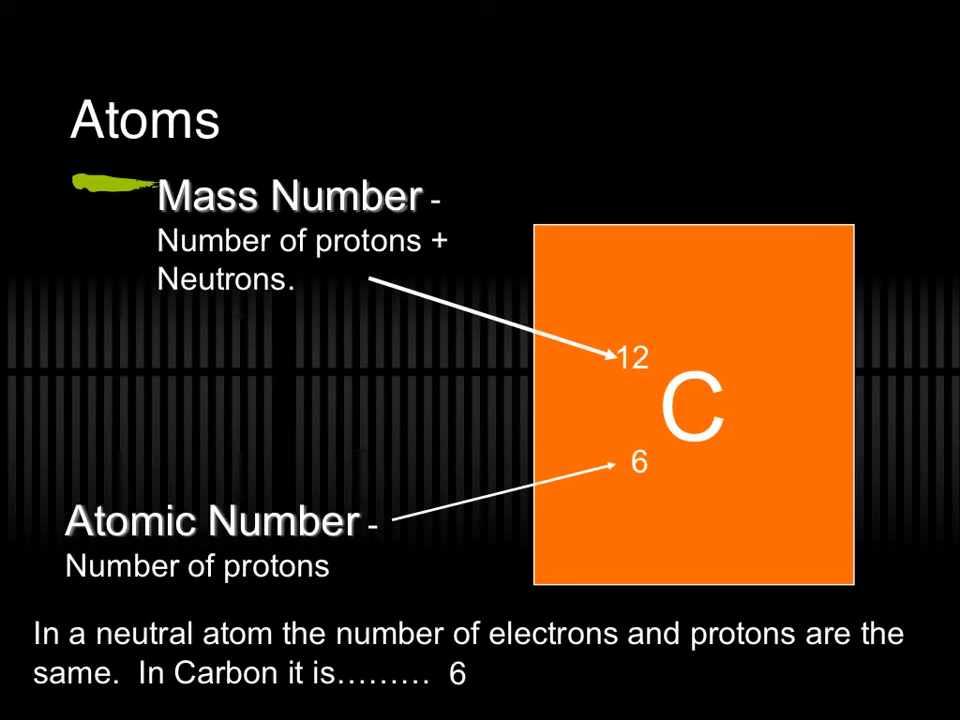 Atoms
Mass Number -
Number of protons +
Neutrons.
12
C
6
Atomic Number -
Number of protons
In a neutral atom the number of electrons and protons are the
same.  In Carbon it is……… 6